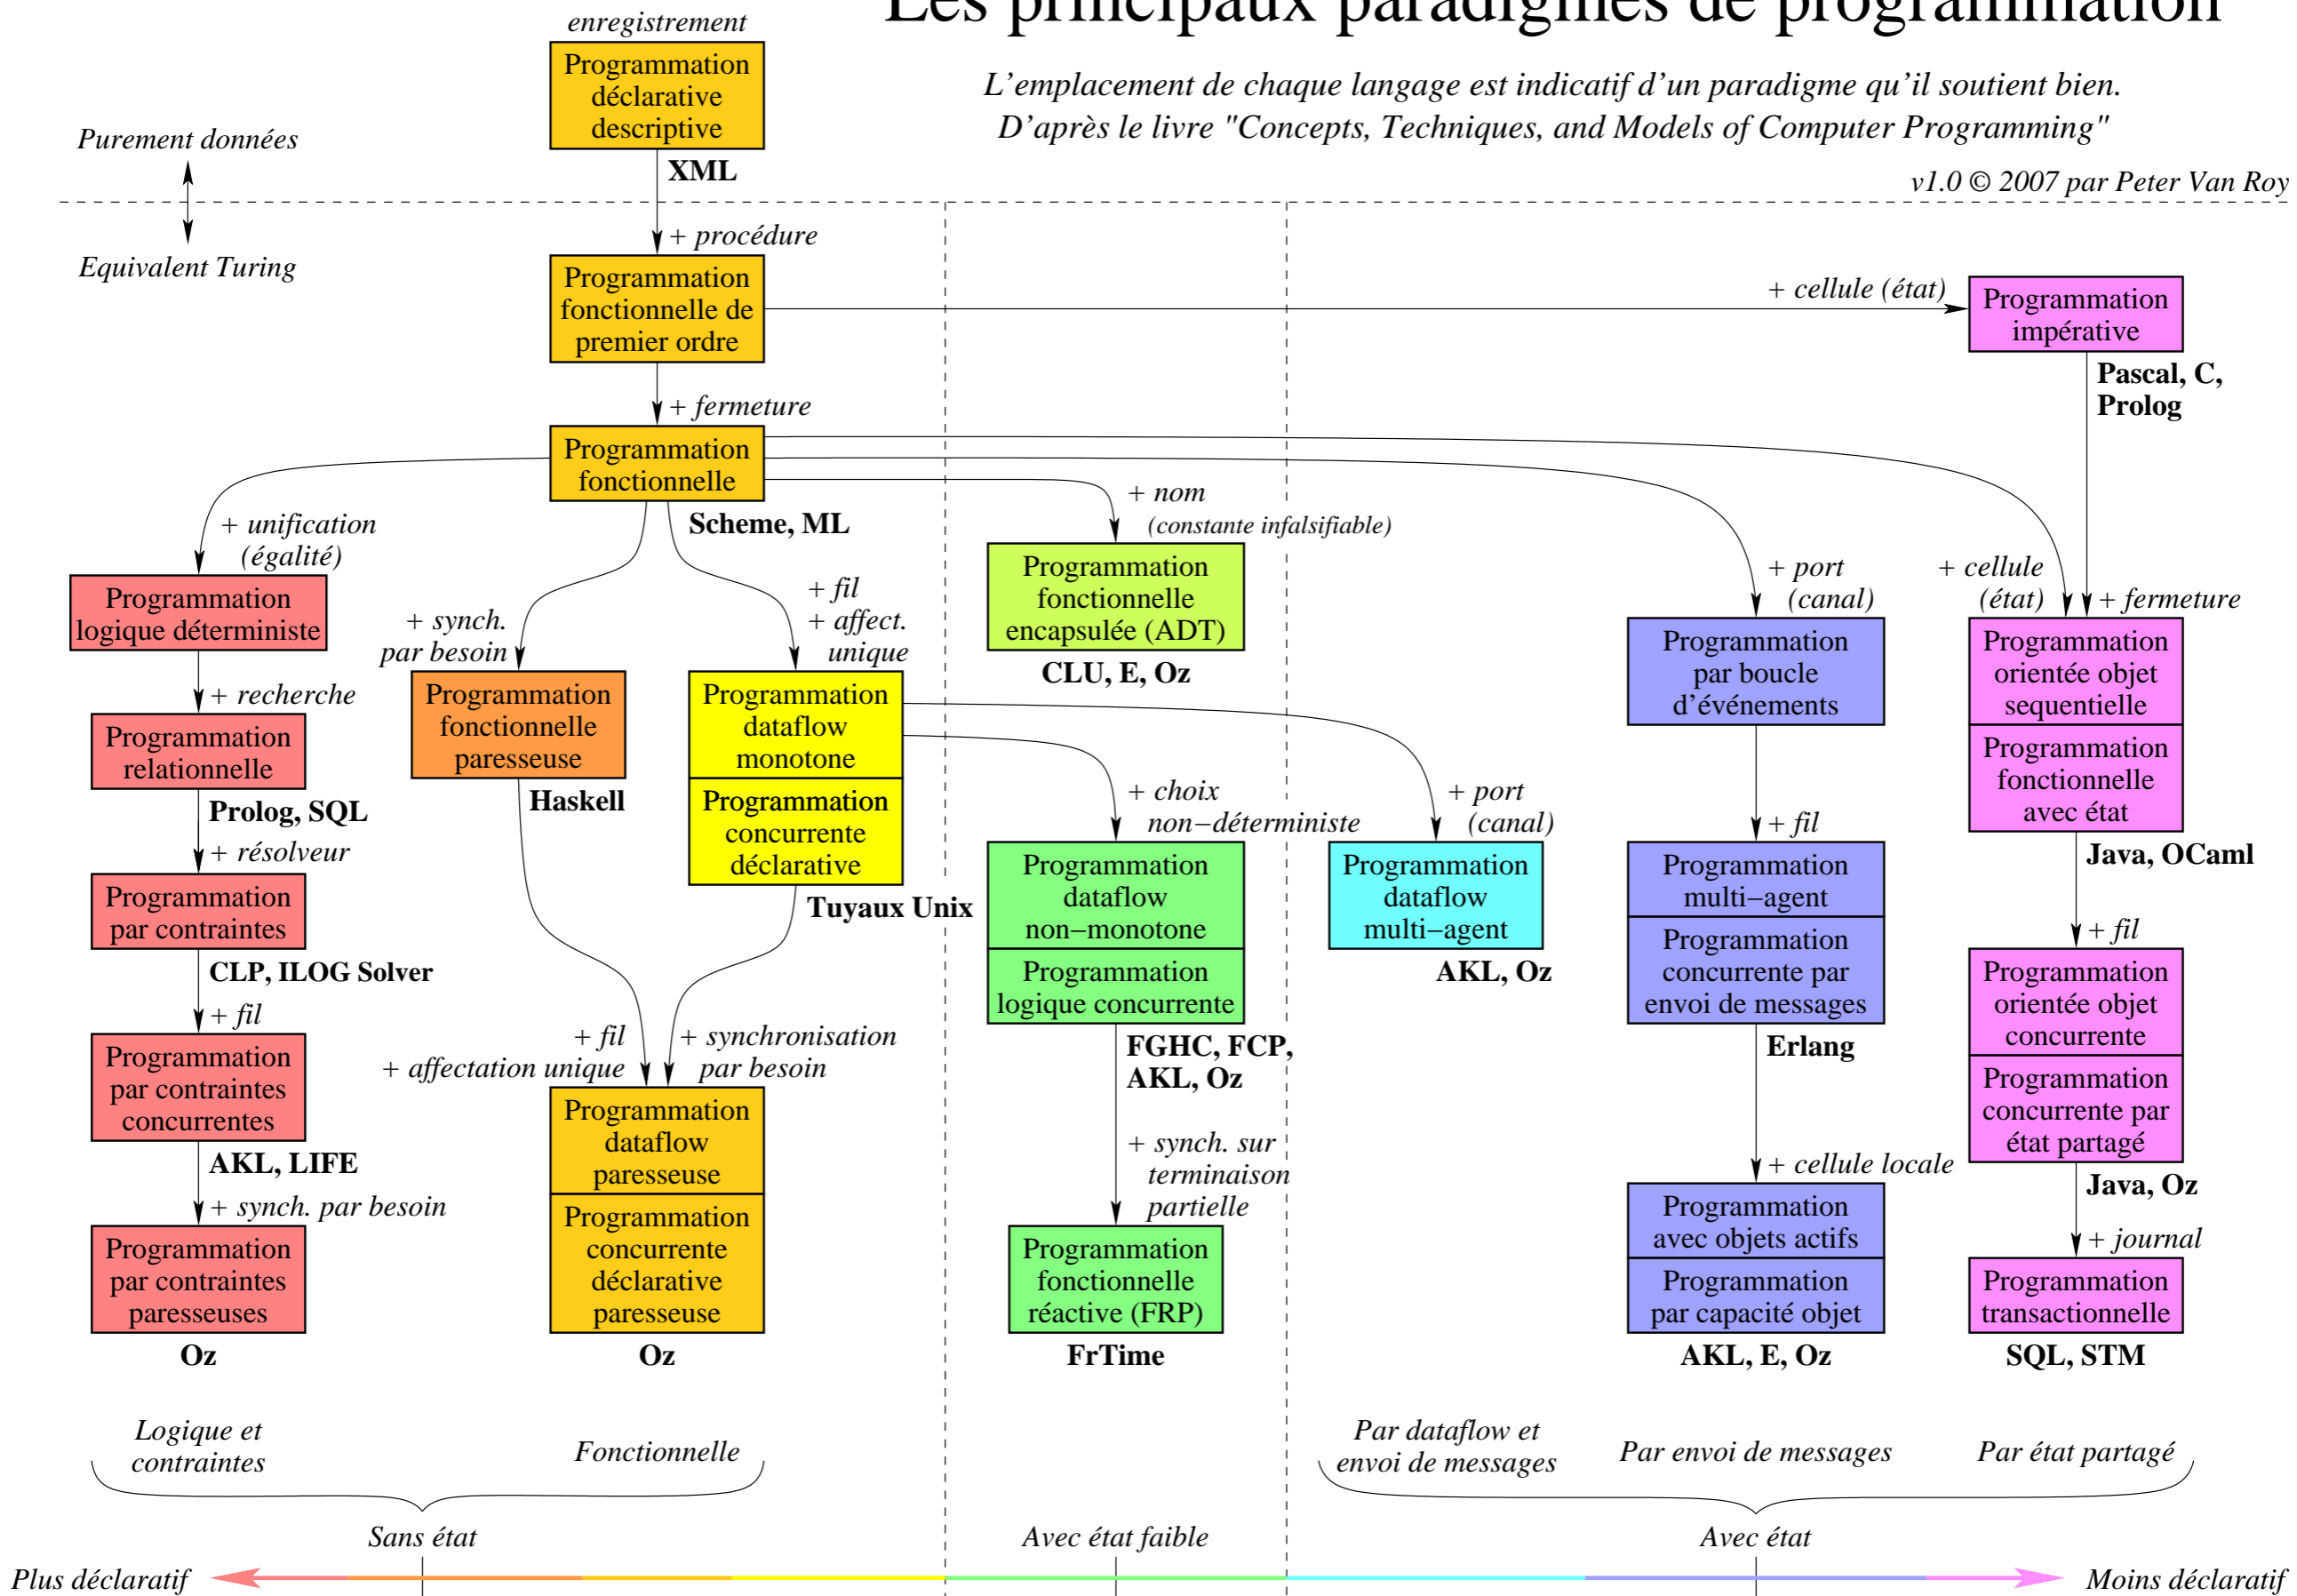 Les principaux paradigmes de programmation
L'emplacement de chaque langage est indicatif d'un paradigme qu'il soutient bien.
D'après le livre "Concepts, Techniques, and Models of Computer Programming"
v1.0 © 2007 par Peter Van Roy
enregistrement
Programmation
déclarative
descriptive
XML
Purement données
Equivalent Turing
+ procédure
Programmation
fonctionnelle de
premier ordre
+ cellule (état)
Programmation
impérative
Pascal, C,
Prolog
+ fermeture
Programmation
fonctionnelle
Scheme, ML
+ unification
(égalité)
Programmation
logique déterministe
+ recherche
Programmation
relationnelle
Prolog, SQL
+ résolveur
Programmation
par contraintes
CLP, ILOG Solver
+ fil
Programmation
par contraintes
concurrentes
AKL, LIFE
+ synch. par besoin
Programmation
par contraintes
paresseuses
Oz
+ synch.
par besoin
Programmation
fonctionnelle
paresseuse
Haskell
+ fil
+ affect.
unique
Programmation
dataflow
monotone
Programmation
concurrente
déclarative
Tuyaux Unix
+ fil
+ affectation unique
+ synchronisation
par besoin
Programmation
dataflow
paresseuse
Programmation
concurrente
déclarative
paresseuse
Oz
+ nom
(constante infalsifiable)
Programmation
fonctionnelle
encapsulée (ADT)
CLU, E, Oz
+ choix
non−déterministe
Programmation
dataflow
non−monotone
Programmation
logique concurrente
FGHC, FCP,
AKL, Oz
+ synch. sur
terminaison
partielle
Programmation
fonctionnelle
réactive (FRP)
FrTime
+ port
(canal)
Programmation
dataflow
multi−agent
AKL, Oz
+ port
(canal)
Programmation
par boucle
d'événements
+ fil
Programmation
multi−agent
Programmation
concurrente par
envoi de messages
Erlang
+ cellule locale
Programmation
avec objets actifs
Programmation
par capacité objet
AKL, E, Oz
+ cellule
(état)
+ fermeture
Programmation
orientée objet
sequentielle
Programmation
fonctionnelle
avec état
Java, OCaml
+ fil
Programmation
orientée objet
concurrente
Programmation
concurrente par
état partagé
Java, Oz
+ journal
Programmation
transactionnelle
SQL, STM
Logique et
contraintes
Fonctionnelle
Par dataflow et
envoi de messages
Par envoi de messages
Par état partagé
Sans état
Avec état faible
Avec état
Plus déclaratif
Moins déclaratif